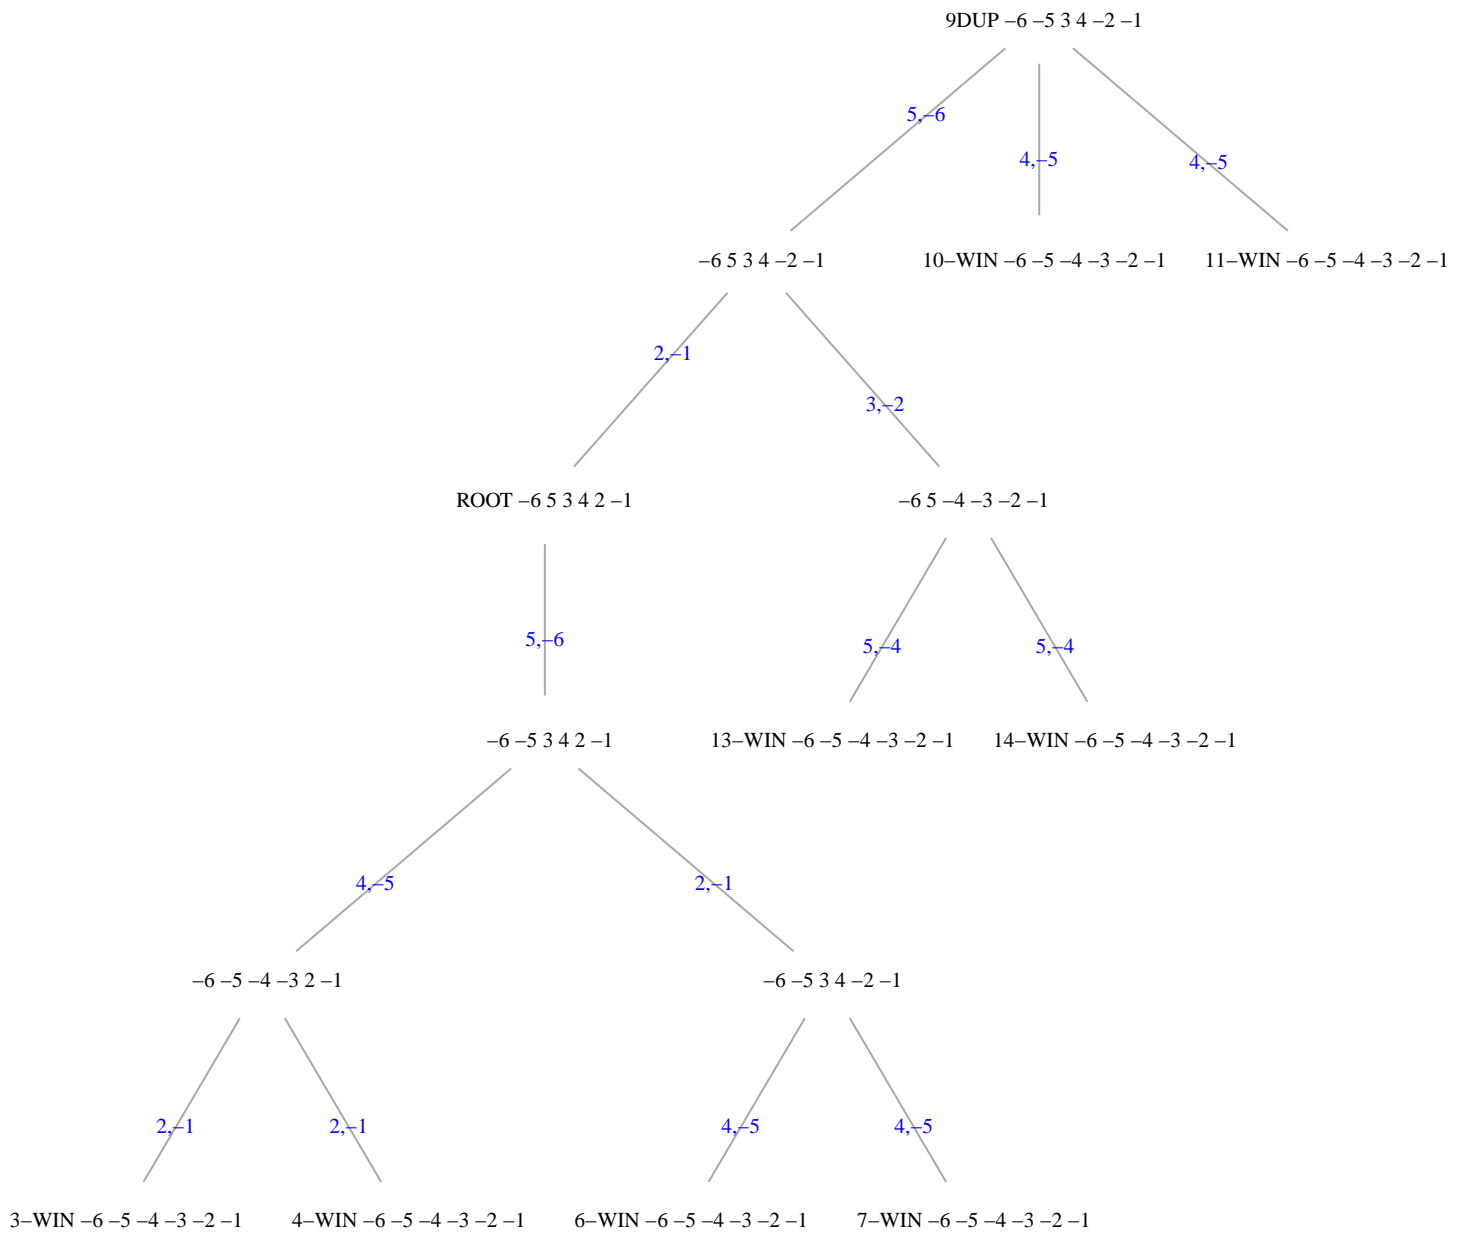 9DUP −6 −5 3 4 −2 −1
5,−6
4,−5
4,−5
−6 5 3 4 −2 −1
10−WIN −6 −5 −4 −3 −2 −1
11−WIN −6 −5 −4 −3 −2 −1
2,−1
3,−2
ROOT −6 5 3 4 2 −1
−6 5 −4 −3 −2 −1
5,−6
5,−4
5,−4
−6 −5 3 4 2 −1
13−WIN −6 −5 −4 −3 −2 −1
14−WIN −6 −5 −4 −3 −2 −1
4,−5
2,−1
−6 −5 −4 −3 2 −1
−6 −5 3 4 −2 −1
2,−1
2,−1
4,−5
4,−5
3−WIN −6 −5 −4 −3 −2 −1
4−WIN −6 −5 −4 −3 −2 −1
6−WIN −6 −5 −4 −3 −2 −1
7−WIN −6 −5 −4 −3 −2 −1